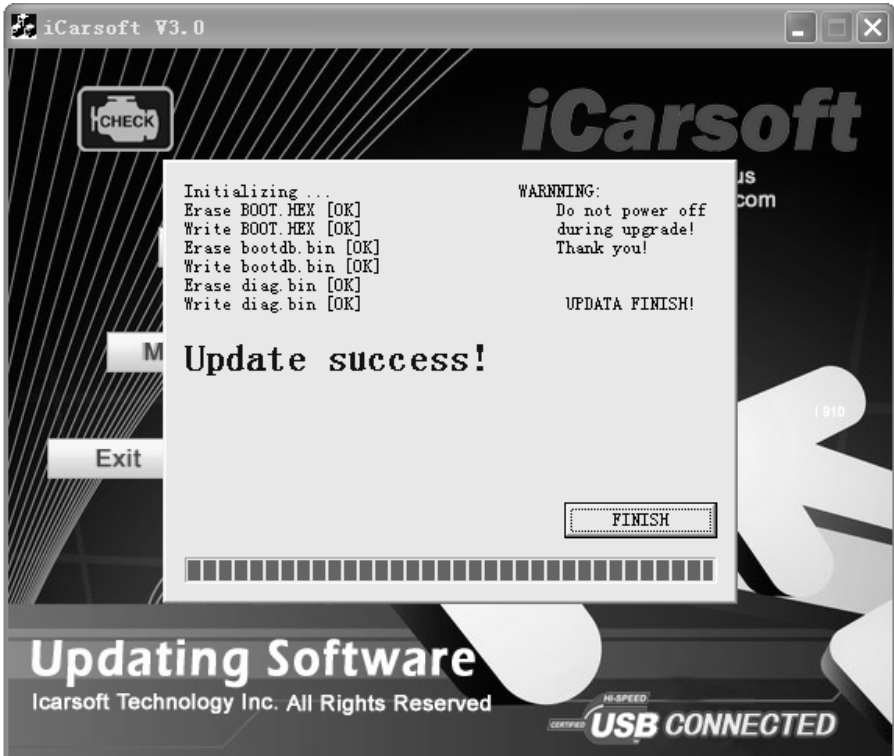 iCarsoft V3.0
CHECK
iCarsoft
us
com
Initializing ...
Erase BOOT.HEX [OK]
Write BOOT.HEX [OK]
Erase bootdb.bin [OK]
Write bootdb.bin [OK]
Erase diag.bin [OK]
Write diag.bin [OK]
WARNNING:
Do not power off
during upgrade!
Thank you!
UPDATA FINISH!
M
Update success!
i 910
Exit
FINISH
Updating Software
Icarsoft Technology Inc. All Rights Reserved
HI-SPEED
CERTIFIED USB CONNECTED